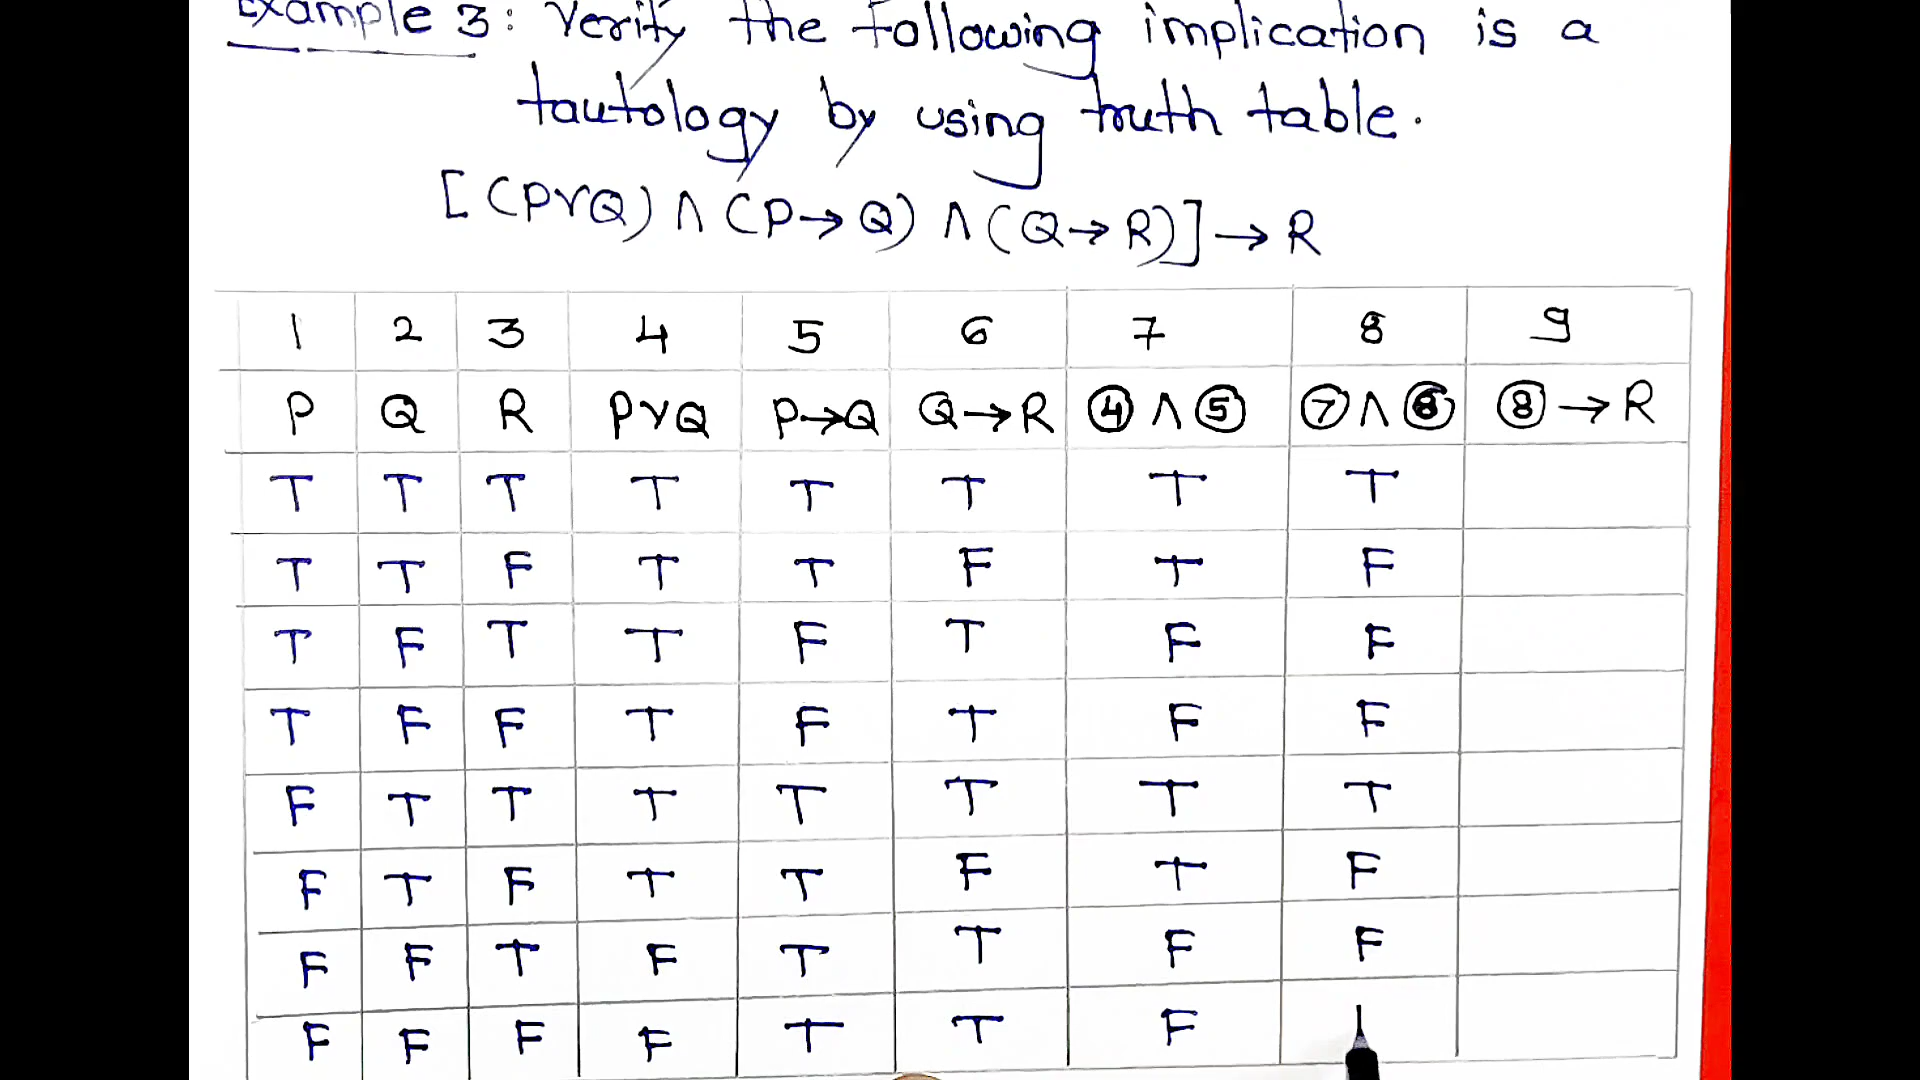 Example 3: Verify the following implication is a
tautology by using truth table.
[(P∨Q) ∧ (P→Q) ∧ (Q→R)] → R
1 2 3 4 5 6 7 8 9
P Q R P∨Q P→Q Q→R ④∧⑤ ⑦∧⑥ ⑧→R
T T T T T T T T
T T F T T F T F
T F T T F T F F
T F F T F T F F
F T T T T T T T
F T F T T F T F
F F T F T T F F
F F F F T T F